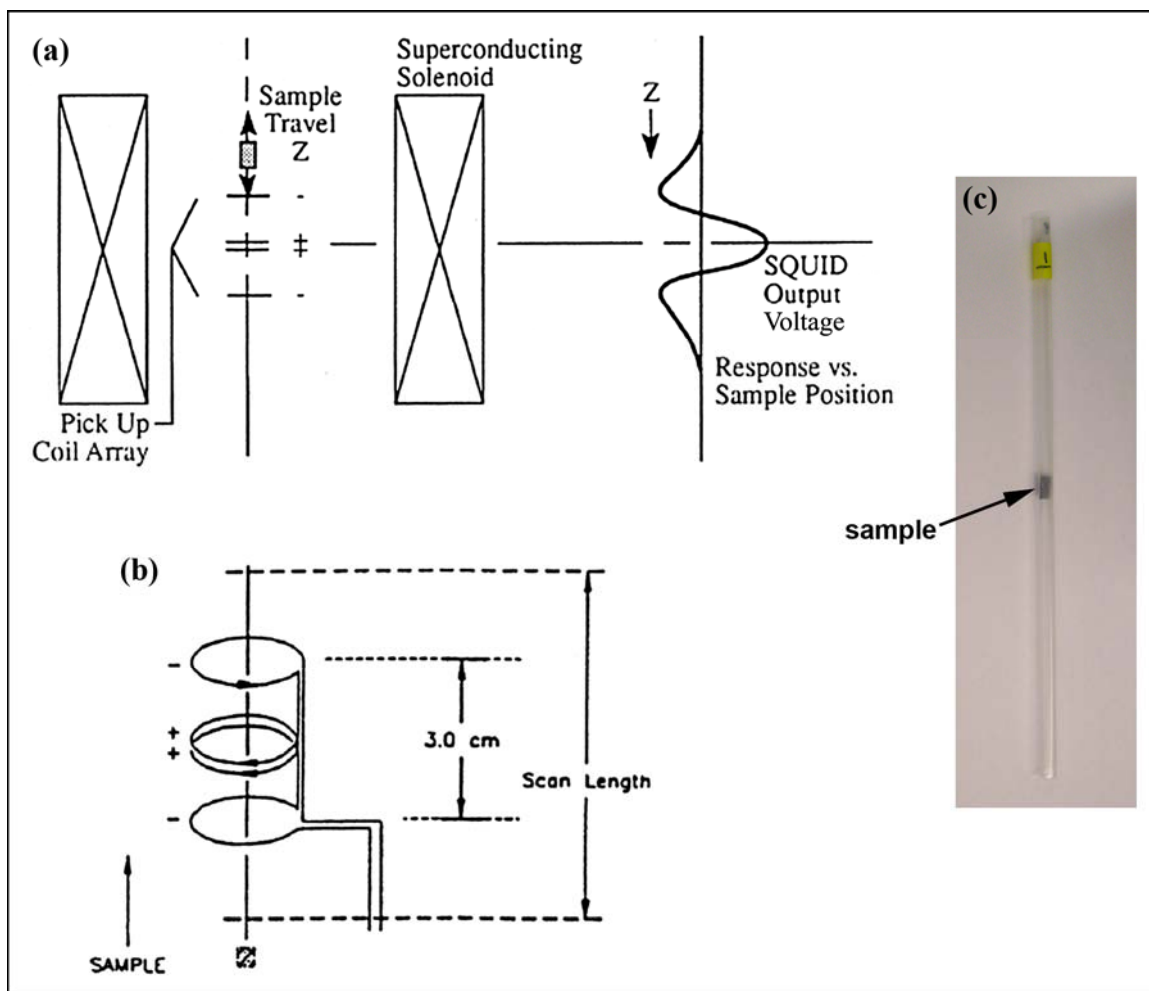 (a)
Superconducting
Solenoid
Sample
Travel
Z
Z
-
+
+
-
SQUID
Output
Voltage
Response vs.
Sample Position
Pick Up
Coil Array
(c)
1
sample
(b)
-
+
+
-
3.0 cm
Scan Length
SAMPLE